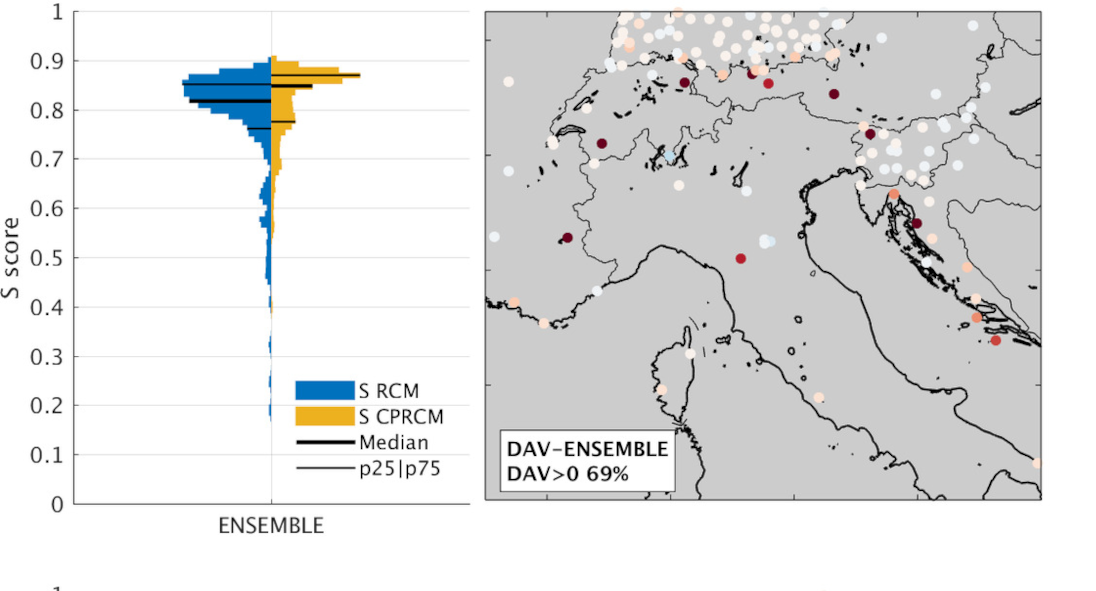 1
0.9
0.8
0.7
0.6
0.5
0.4
0.3
0.2
0.1
0
S score
S RCM
S CPRCM
Median
p25|p75
ENSEMBLE
DAV-ENSEMBLE
DAV>0 69%
1